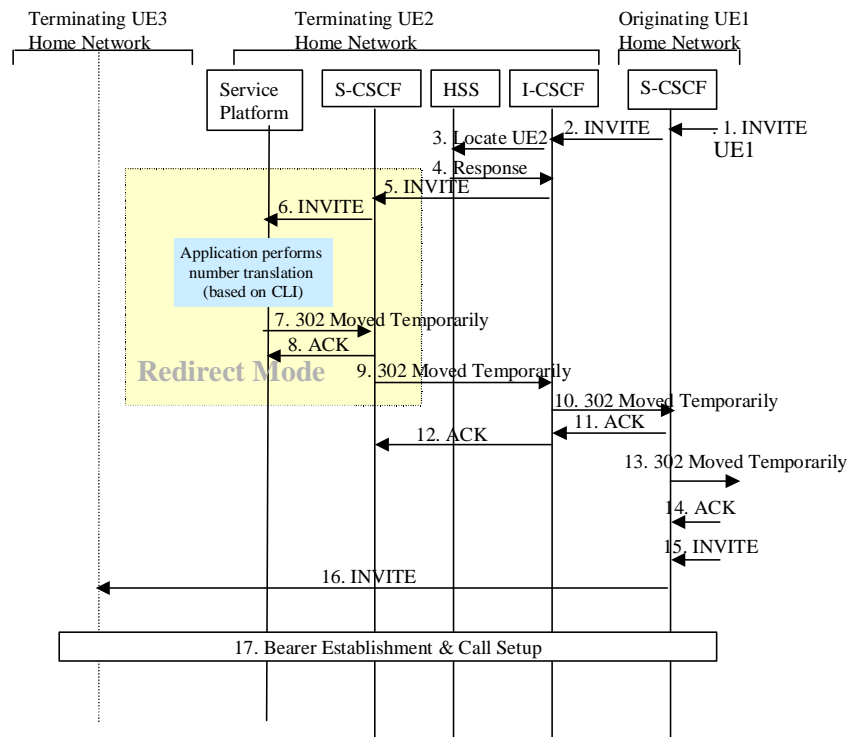 Terminating UE3
Home Network
Terminating UE2
Home Network
Originating UE1
Home Network
Service
Platform
S-CSCF
HSS
I-CSCF
S-CSCF
. 1. INVITE
UE1
2. INVITE
3. Locate UE2
4. Response
5. INVITE
6. INVITE
Application performs
number translation
(based on CLI)
7. 302 Moved Temporarily
8. ACK
Redirect Mode
9. 302 Moved Temporarily
10. 302 Moved Temporarily
11. ACK
12. ACK
13. 302 Moved Temporarily
14. ACK
15. INVITE
16. INVITE
17. Bearer Establishment & Call Setup